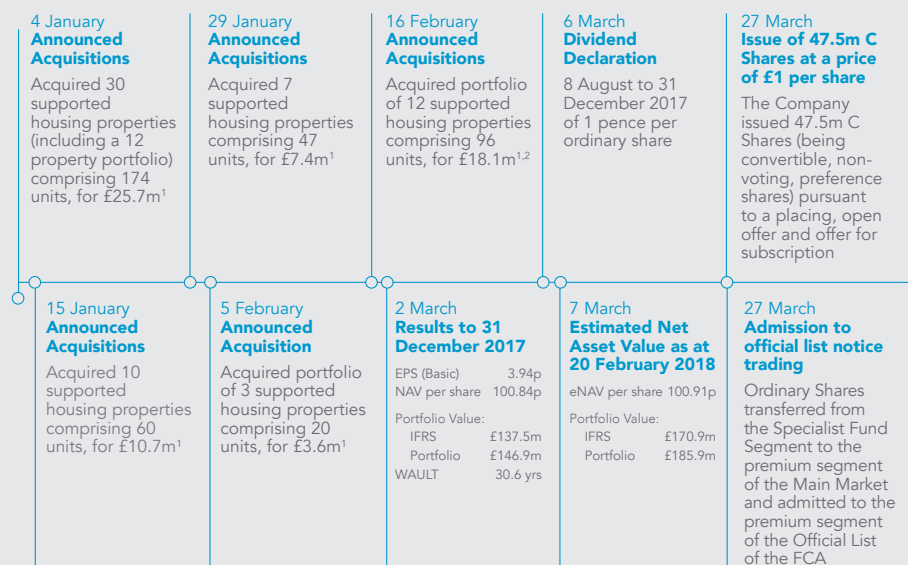 4 January
Announced
Acquisitions
Acquired 30
supported
housing properties
(including a 12
property portfolio)
comprising 174
units, for £25.7m1
29 January
Announced
Acquisitions
Acquired 7
supported
housing properties
comprising 47
units, for £7.4m1
16 February
Announced
Acquisitions
Acquired portfolio
of 12 supported
housing properties
comprising 96
units, for £18.1m1,2
6 March
Dividend
Declaration
8 August to 31
December 2017
of 1 pence per
ordinary share
27 March
Issue of 47.5m C
Shares at a price
of £1 per share
The Company
issued 47.5m C
Shares (being
convertible, non-
voting, preference
shares) pursuant
to a placing, open
offer and offer for
subscription
15 January
Announced
Acquisitions
Acquired 10
supported
housing properties
comprising 60
units, for £10.7m1
5 February
Announced
Acquisition
Acquired portfolio
of 3 supported
housing properties
comprising 20
units, for £3.6m1
2 March
Results to 31
December 2017
EPS (Basic) 3.94p
NAV per share 100.84p
Portfolio Value:
IFRS £137.5m
Portfolio £146.9m
WAULT 30.6 yrs
7 March
Estimated Net
Asset Value as at
20 February 2018
eNAV per share 100.91p
Portfolio Value:
IFRS £170.9m
Portfolio £185.9m
27 March
Admission to
official list notice
trading
Ordinary Shares
transferred from
the Specialist Fund
Segment to the
premium segment
of the Main Market
and admitted to the
premium segment
of the Official List
of the FCA